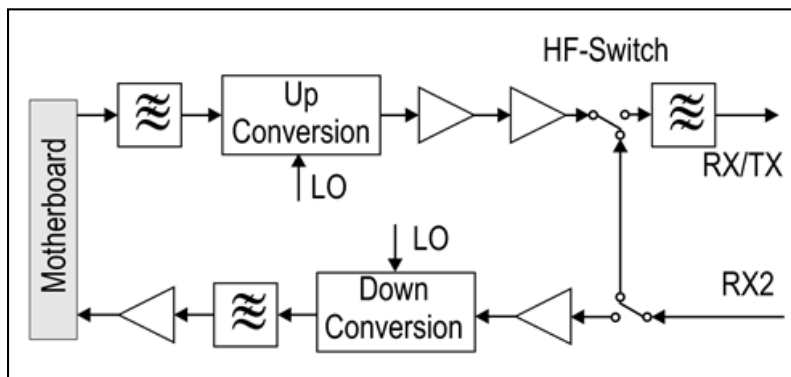 HF-Switch
Up
Conversion
LO
RX/TX
Motherboard
LO
Down
Conversion
RX2